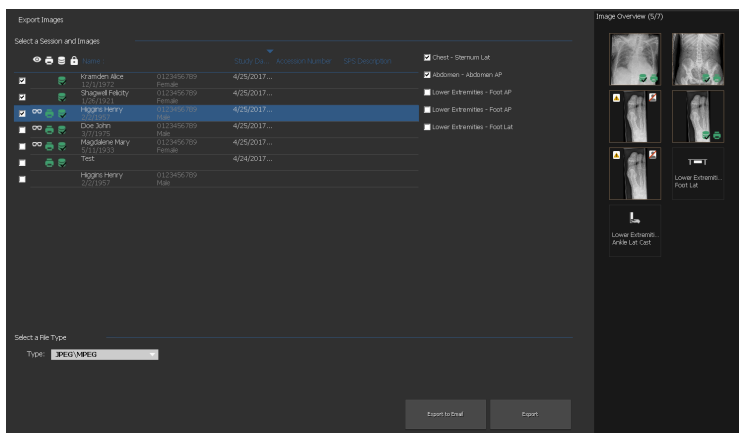 Export Images
Image Overview (5/7)
Select a Session and Images
Name
Study Da... Accession Number SPS Description
Kramden Alice 0123456789 4/25/2017...
12/1/1972 Female
Shagwell Felicity 0123456789 4/25/2017...
1/26/1921 Female
Higgins Henry 0123456789 4/25/2017...
2/2/1957 Male
Doe John 0123456789 4/25/2017...
3/7/1975 Male
Magdalene Mary 0123456789 4/25/2017...
5/11/1933 Female
Test 4/24/2017...
Higgins Henry 0123456789
2/2/1957 Male
Chest - Sternum Lat
Abdomen - Abdomen AP
Lower Extremities - Foot AP
Lower Extremities - Foot AP
Lower Extremities - Foot Lat
Lower Extremiti...
Foot Lat
Lower Extremiti...
Ankle Lat Cast
Select a File Type
Type: JPEG\MPEG
Export to Email
Export